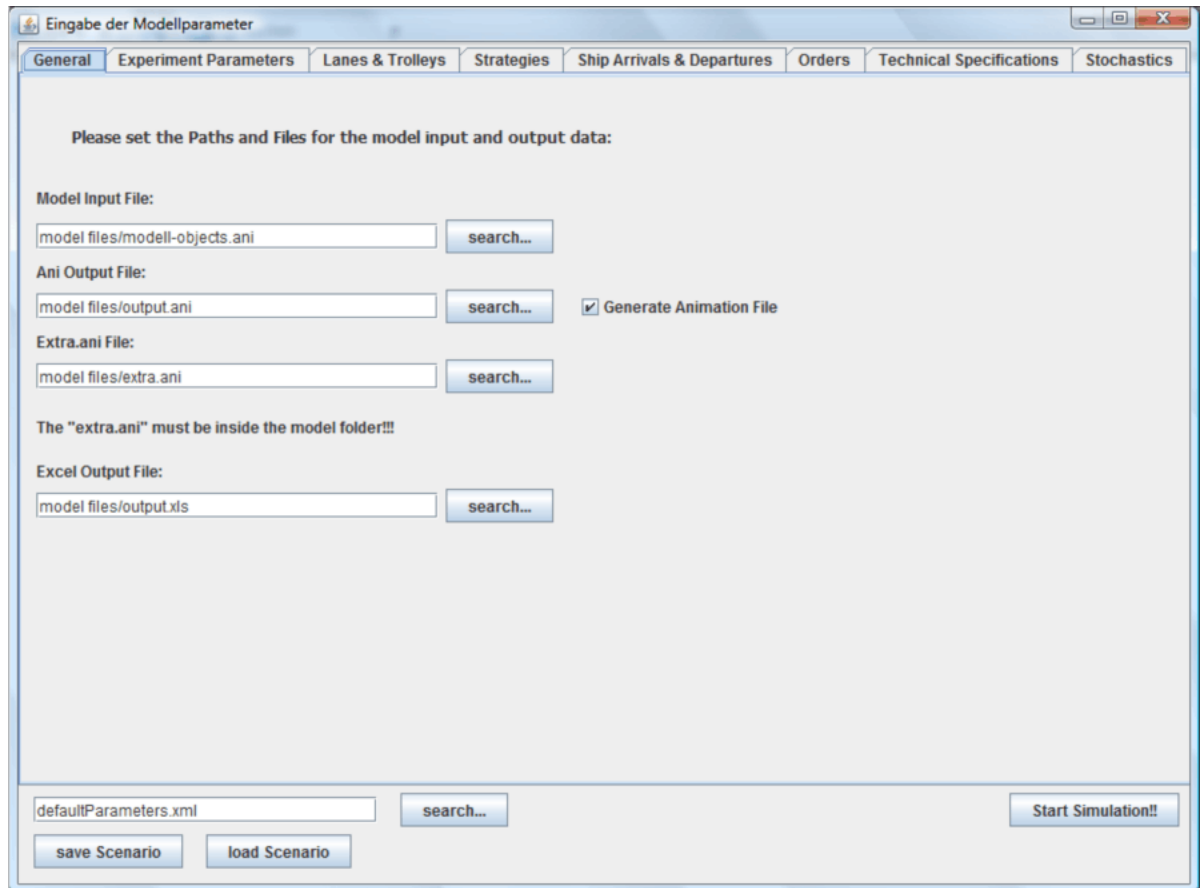 Eingabe der Modellparameter
General Experiment Parameters Lanes & Trolleys Strategies Ship Arrivals & Departures Orders Technical Specifications Stochastics
Please set the Paths and Files for the model input and output data:
Model Input File:
model files/modell-objects.ani search...
Ani Output File:
model files/output.ani search... Generate Animation File
Extra.ani File:
model files/extra.ani search...
The "extra.ani" must be inside the model folder!!!
Excel Output File:
model files/output.xls search...
defaultParameters.xml search... Start Simulation!!
save Scenario load Scenario